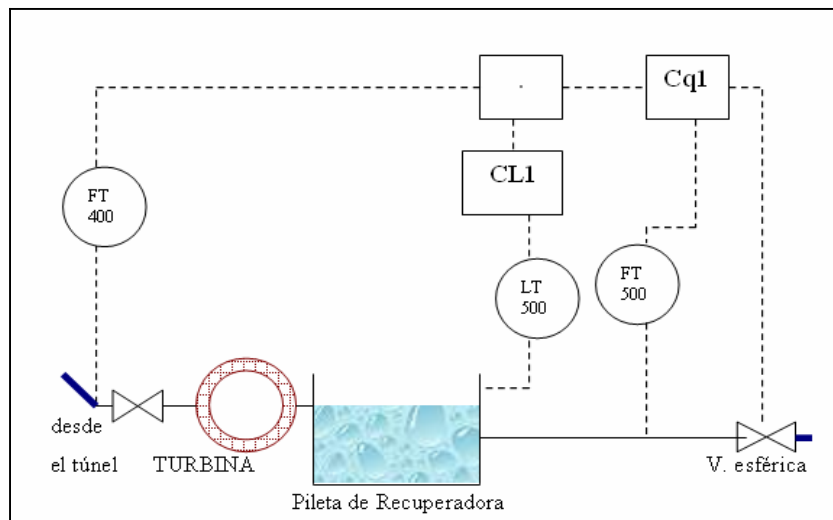 Cq1
CL1
FT
400
LT
500
FT
500
desde
el túnel
TURBINA
V. esférica
Pileta de Recuperadora